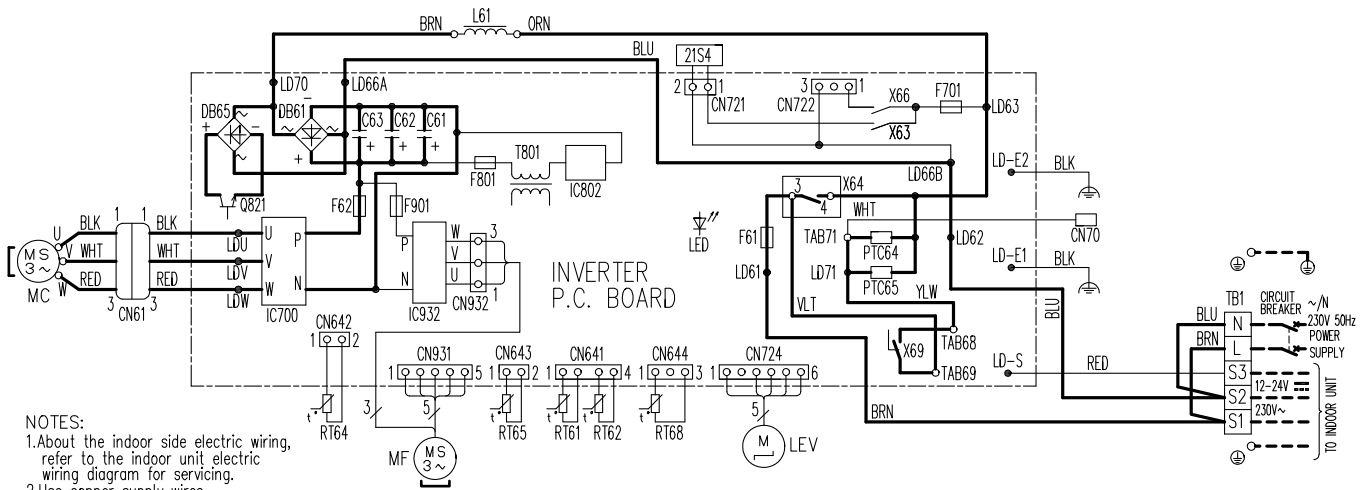 BRN L61 ORN
BLU
21S4
2 1
CN721
3 1
CN722
X66
F701
X63
LD63
LD70 LD66A
DB65 DB61
C63 C62 C61
+ −
~ ~
+ + + +
T801
F801
IC802
Q821
F62 F901
LD66B
LD-E2 BLK
3 X64
4
WHT
LED
F61
TAB71
PTC64
LD62
CN70
LD61 LD71
PTC65
LD-E1 BLK
VLT YLW
BLU
U BLK 1 1 BLK LDU U P
V WHT WHT LDV V
W RED 3 3 RED LDW W N
MS
3~
MC
CN61
IC700
P W 3
V
N U 1
IC932 CN932
INVERTER
P.C. BOARD
X69
TAB68
TAB69
LD-S RED
TB1
CIRCUIT
BREAKER
~/N
230V 50Hz
POWER
SUPPLY
BLU N
BRN L
S3
12-24V
S2
230V~
S1
TO INDOOR UNIT
BRN
CN642
1 2
t°
RT64
CN931
1 5
3 5
MF
MS
3~
CN643
1 2
t°
RT65
CN641
1 4
t° t°
RT61 RT62
CN644
1 3
t°
RT68
CN724
1 6
5
M
LEV
NOTES:
1.About the indoor side electric wiring,
refer to the indoor unit electric
wiring diagram for servicing.